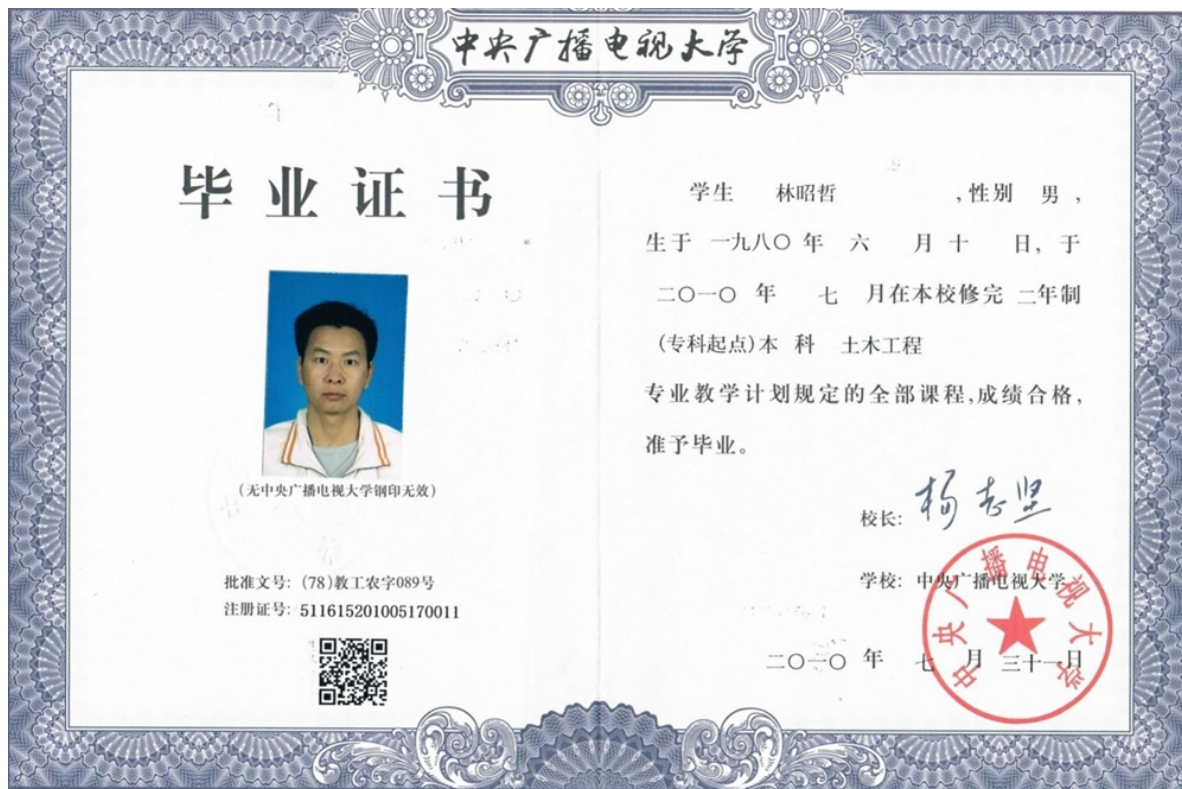 中央广播电视大学
毕业证书
(无中央广播电视大学钢印无效)
批准文号: (78)教工农字089号
注册证号: 511615201005170011
学生 林昭哲 ,性别 男 ,
生于 一九八〇 年 六 月 十 日, 于
二〇一〇 年 七 月在本校修完 二年制
(专科起点)本 科 土木工程
专业教学计划规定的全部课程,成绩合格,
准予毕业。
校长: 杨志坚
学校: 中央广播电视大学
二〇一〇 年 七 月 三十一日
中央广播电视大学